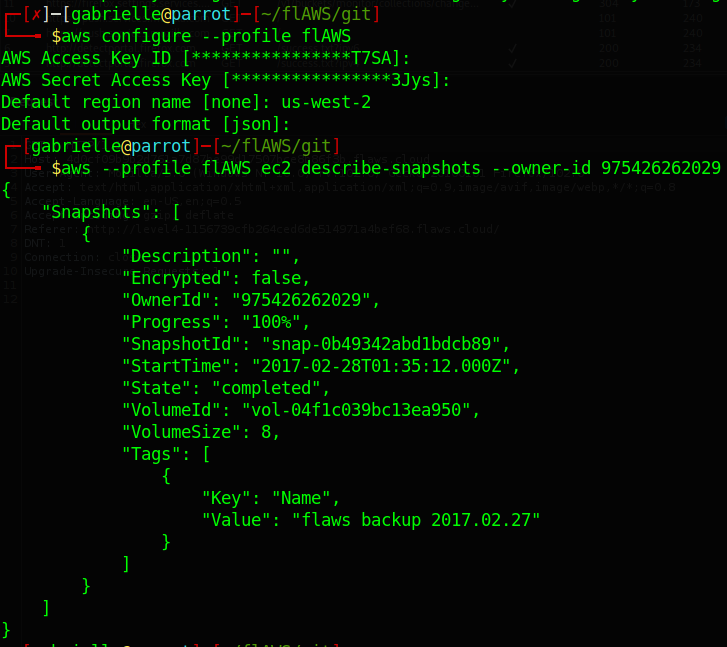 ┌─[✗]─[gabrielle@parrot]─[~/flAWS/git]
└──╼ $aws configure --profile flAWS
AWS Access Key ID [****************T7SA]:
AWS Secret Access Key [****************3Jys]:
Default region name [none]: us-west-2
Default output format [json]:
┌─[gabrielle@parrot]─[~/flAWS/git]
└──╼ $aws --profile flAWS ec2 describe-snapshots --owner-id 975426262029
{
    "Snapshots": [
        {
            "Description": "",
            "Encrypted": false,
            "OwnerId": "975426262029",
            "Progress": "100%",
            "SnapshotId": "snap-0b49342abd1bdcb89",
            "StartTime": "2017-02-28T01:35:12.000Z",
            "State": "completed",
            "VolumeId": "vol-04f1c039bc13ea950",
            "VolumeSize": 8,
            "Tags": [
                {
                    "Key": "Name",
                    "Value": "flaws backup 2017.02.27"
                }
            ]
        }
    ]
}